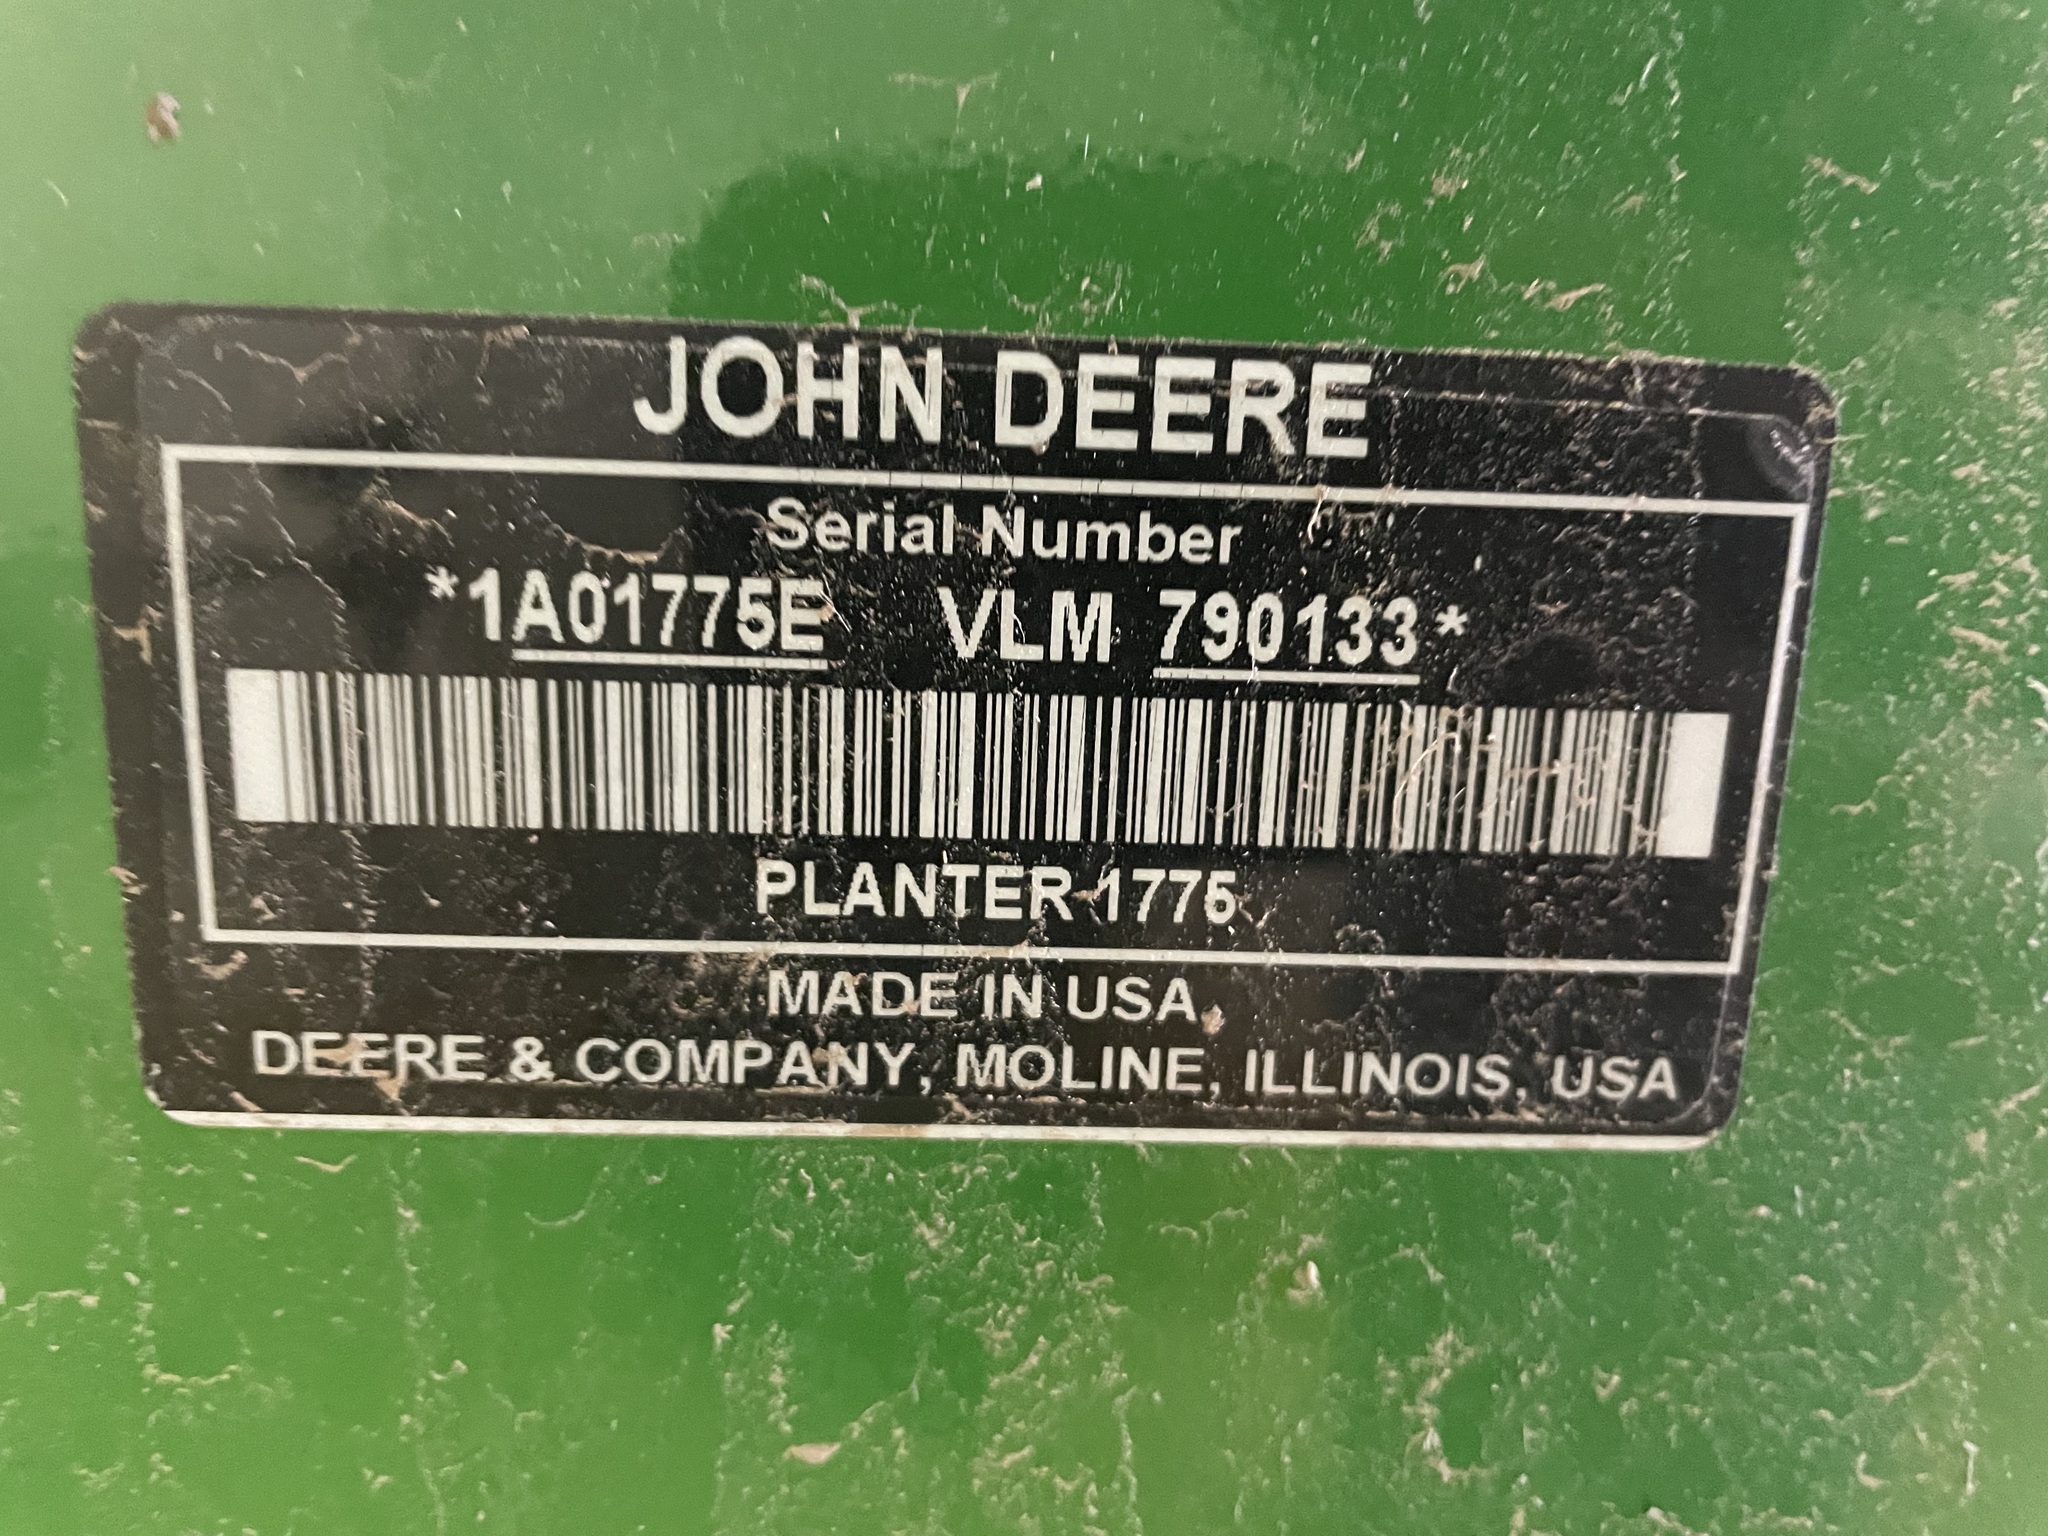 JOHN DEERE
Serial Number
*1A01775E VLM 790133*
PLANTER 1775
MADE IN USA
DEERE & COMPANY, MOLINE, ILLINOIS, USA